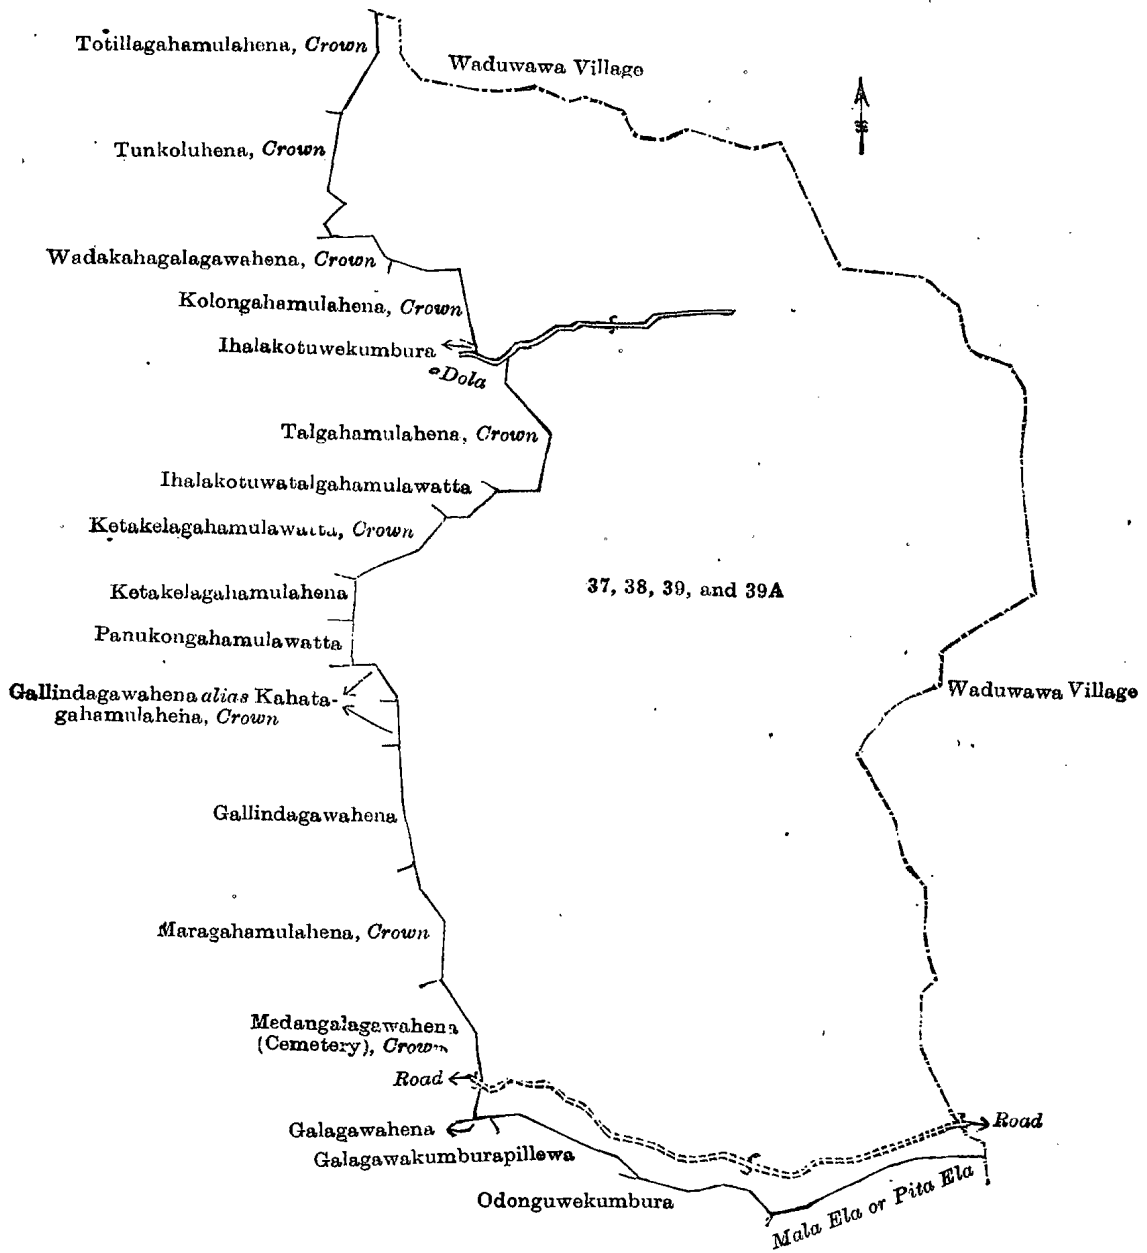 Totillagahamulahena, Crown
Waduwawa Village
Tunkoluhena, Crown
Wadakahagalagawahena, Crown
Kolongahamulahena, Crown
Ihalakotuwekumbura
Dola
Talgahamulahena, Crown
Ihalakotuwatalgahamulawatta
Ketakelagahamulawatta, Crown
37, 38, 39, and 39A
Ketakelagahamulahena
Panukongahamulawatta
Gallindagawahena alias Kahata-
gahamulahena, Crown
Waduwawa Village
Gallindagawahena
Maragahamulahena, Crown
Medangalagawahena
(Cemetery), Crown
Road
Road
Galagawahena
Galagawakumburapillewa
Odonguwekumbura
Mala Ela or Pita Ela